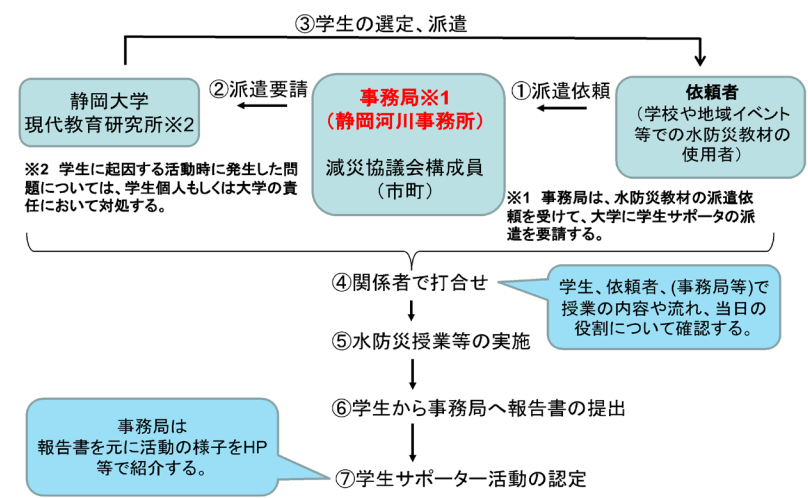 ③学生の選定、派遣
静岡大学
現代教育研究所※2
②派遣要請
事務局※1
（静岡河川事務所）
減災協議会構成員
（市町）
①派遣依頼
依頼者
（学校や地域イベント
等での水防災教材の
使用者）
※2　学生に起因する活動時に発生した問
題については、学生個人もしくは大学の責
任において対処する。
※1　事務局は、水防災教材の派遣依
頼を受けて、大学に学生サポータの派
遣を要請する。
④関係者で打合せ
学生、依頼者、(事務局等)で
授業の内容や流れ、当日の
役割について確認する。
⑤水防災授業等の実施
⑥学生から事務局へ報告書の提出
事務局は
報告書を元に活動の様子をHP
等で紹介する。
⑦学生サポーター活動の認定